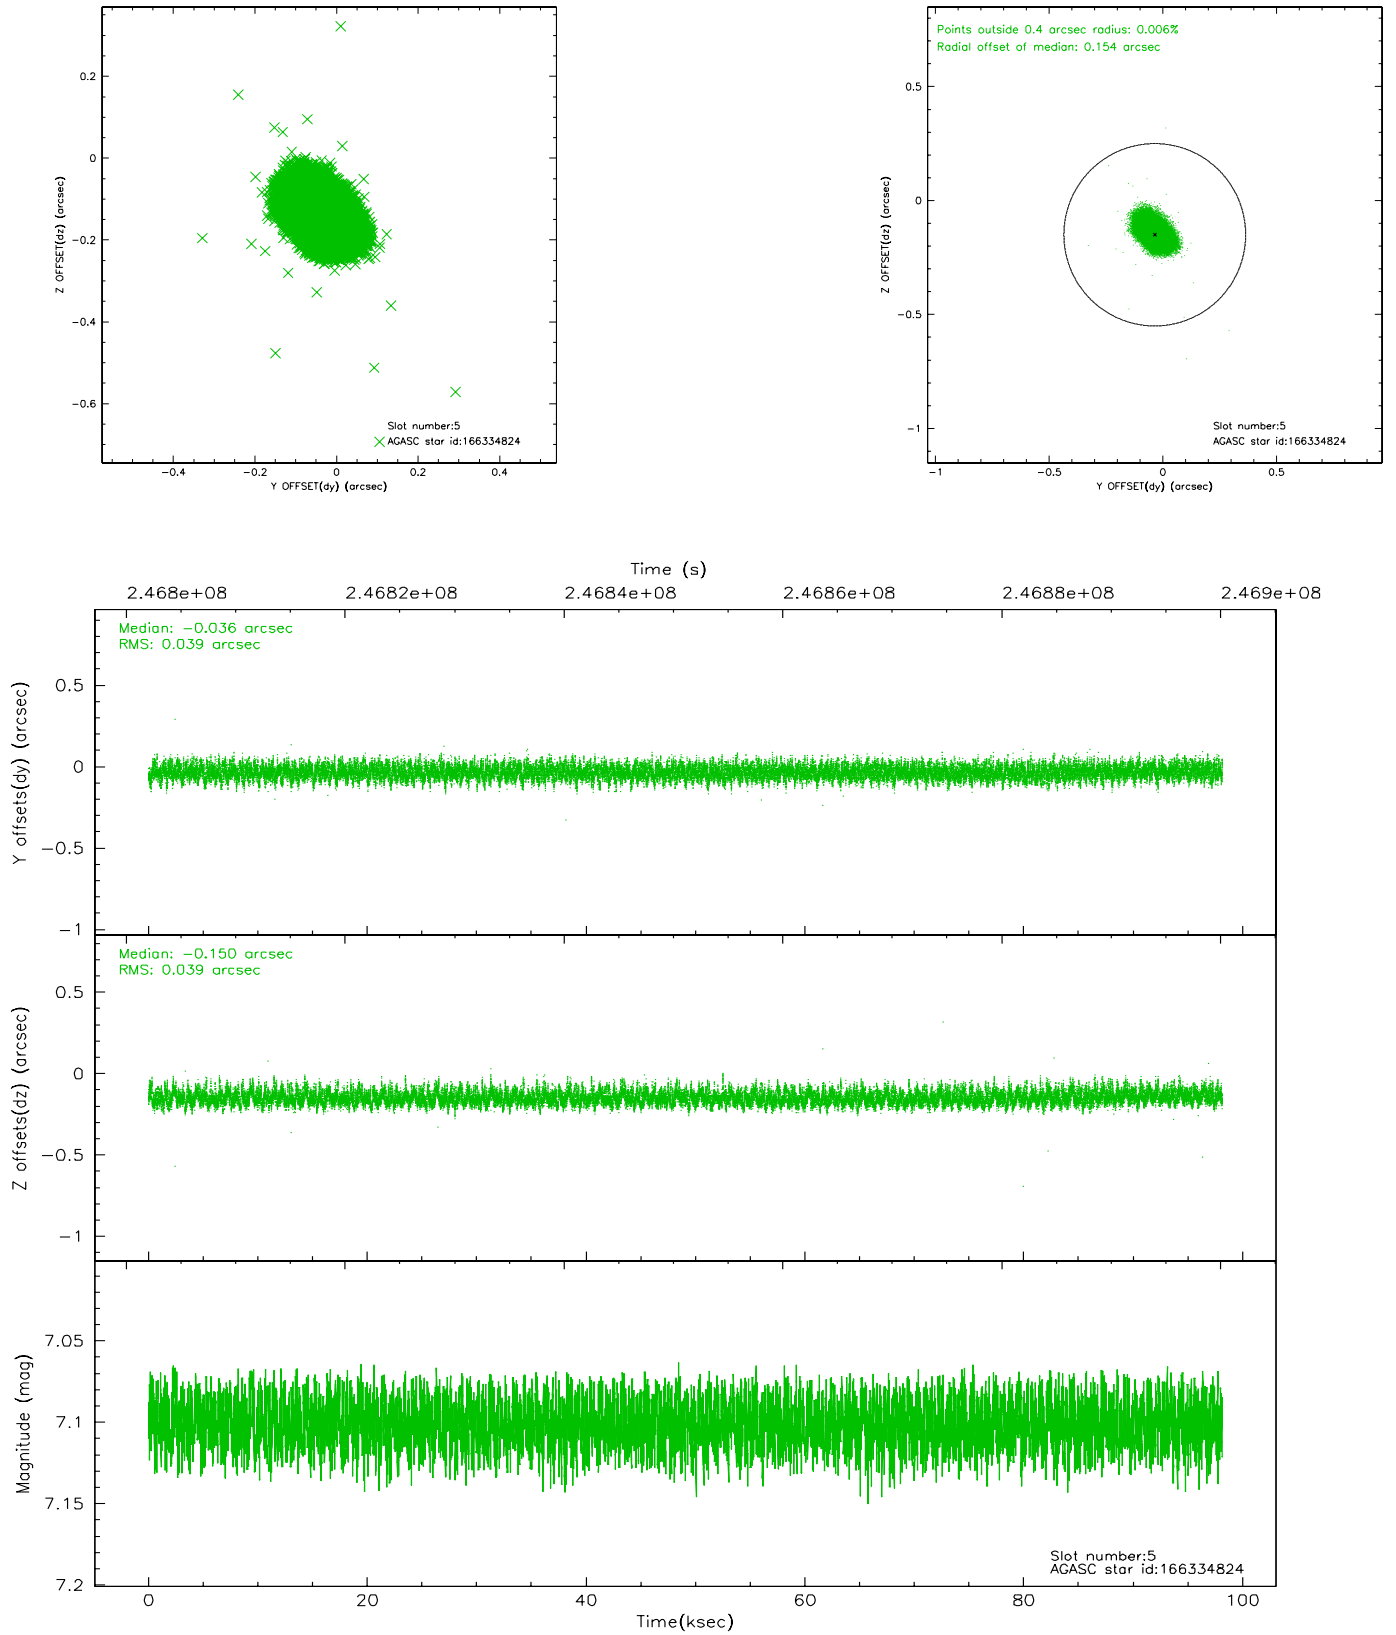 0.2
0
−0.2
−0.4
−0.6
Z OFFSET(dz) (arcsec)
Slot number:5
AGASC star id:166334824
−0.4
−0.2
0
0.2
0.4
Y OFFSET(dy) (arcsec)
Points outside 0.4 arcsec radius: 0.006%
Radial offset of median: 0.154 arcsec
0.5
0
−0.5
−1
Z OFFSET(dz) (arcsec)
Slot number:5
AGASC star id:166334824
−1
−0.5
0
0.5
Y OFFSET(dy) (arcsec)
Time (s)
2.468e+08
2.4682e+08
2.4684e+08
2.4686e+08
2.4688e+08
2.469e+08
Median: −0.036 arcsec
RMS: 0.039 arcsec
0.5
0
−0.5
−1
Y offsets(dy) (arcsec)
Median: −0.150 arcsec
RMS: 0.039 arcsec
0.5
0
−0.5
−1
Z offsets(dz) (arcsec)
7.05
7.1
7.15
7.2
Magnitude (mag)
Slot number:5
AGASC star id:166334824
0
20
40
60
80
100
Time(ksec)